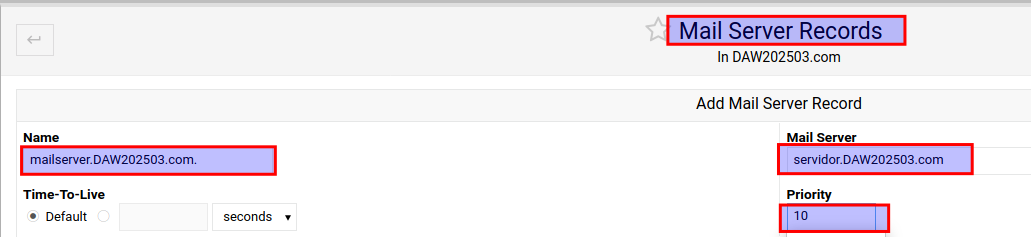 Mail Server Records
In DAW202503.com
Add Mail Server Record
Name
Mail Server
mailserver.DAW202503.com.
servidor.DAW202503.com
Time-To-Live
Priority
Default
seconds
10